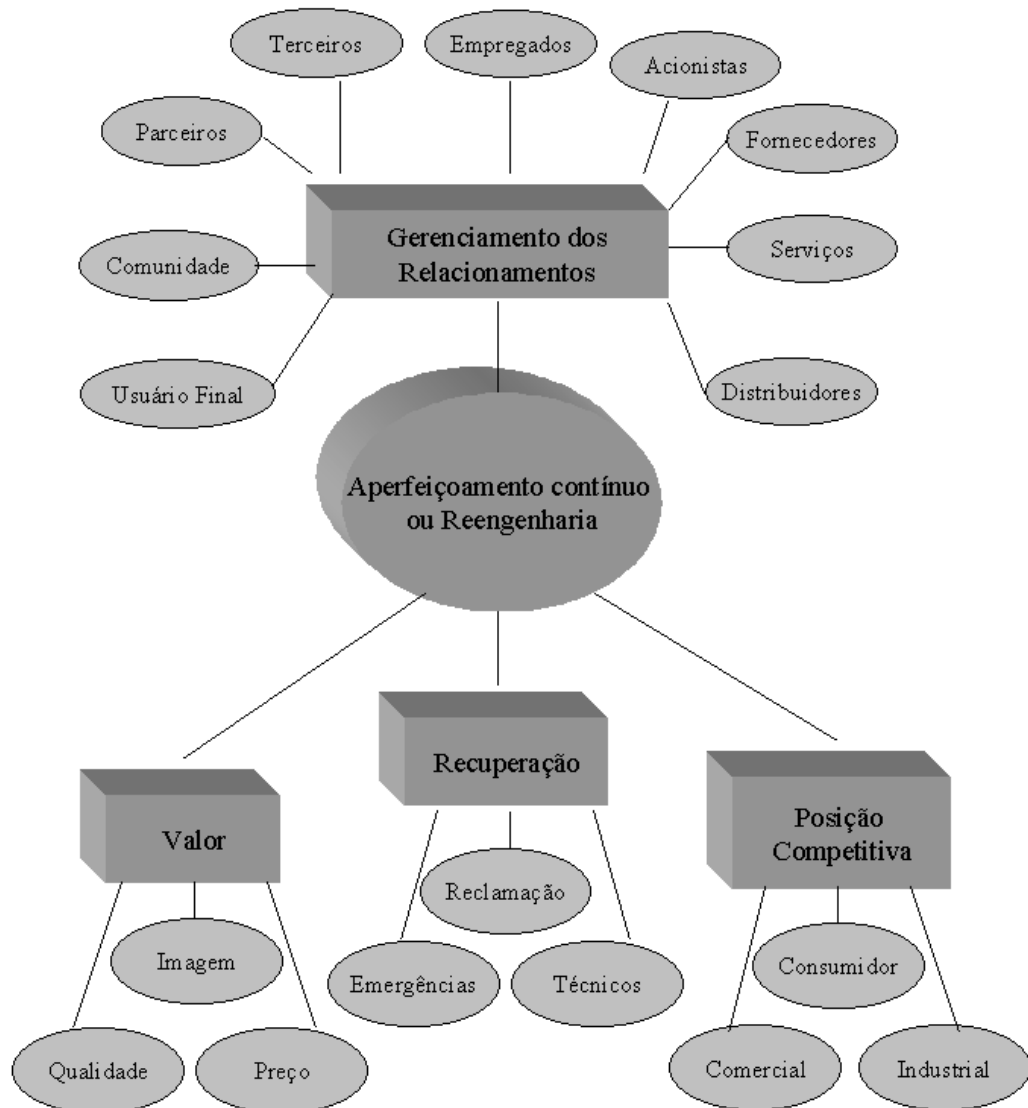 Terceiros
Empregados
Acionistas
Parceiros
Fornecedores
Gerenciamento dos
Relacionamentos
Comunidade
Serviços
Usuário Final
Distribuidores
Aperfeiçoamento contínuo
ou Reengenharia
Valor
Recuperação
Posição
Competitiva
Imagem
Qualidade
Preço
Reclamação
Emergências
Técnicos
Consumidor
Comercial
Industrial